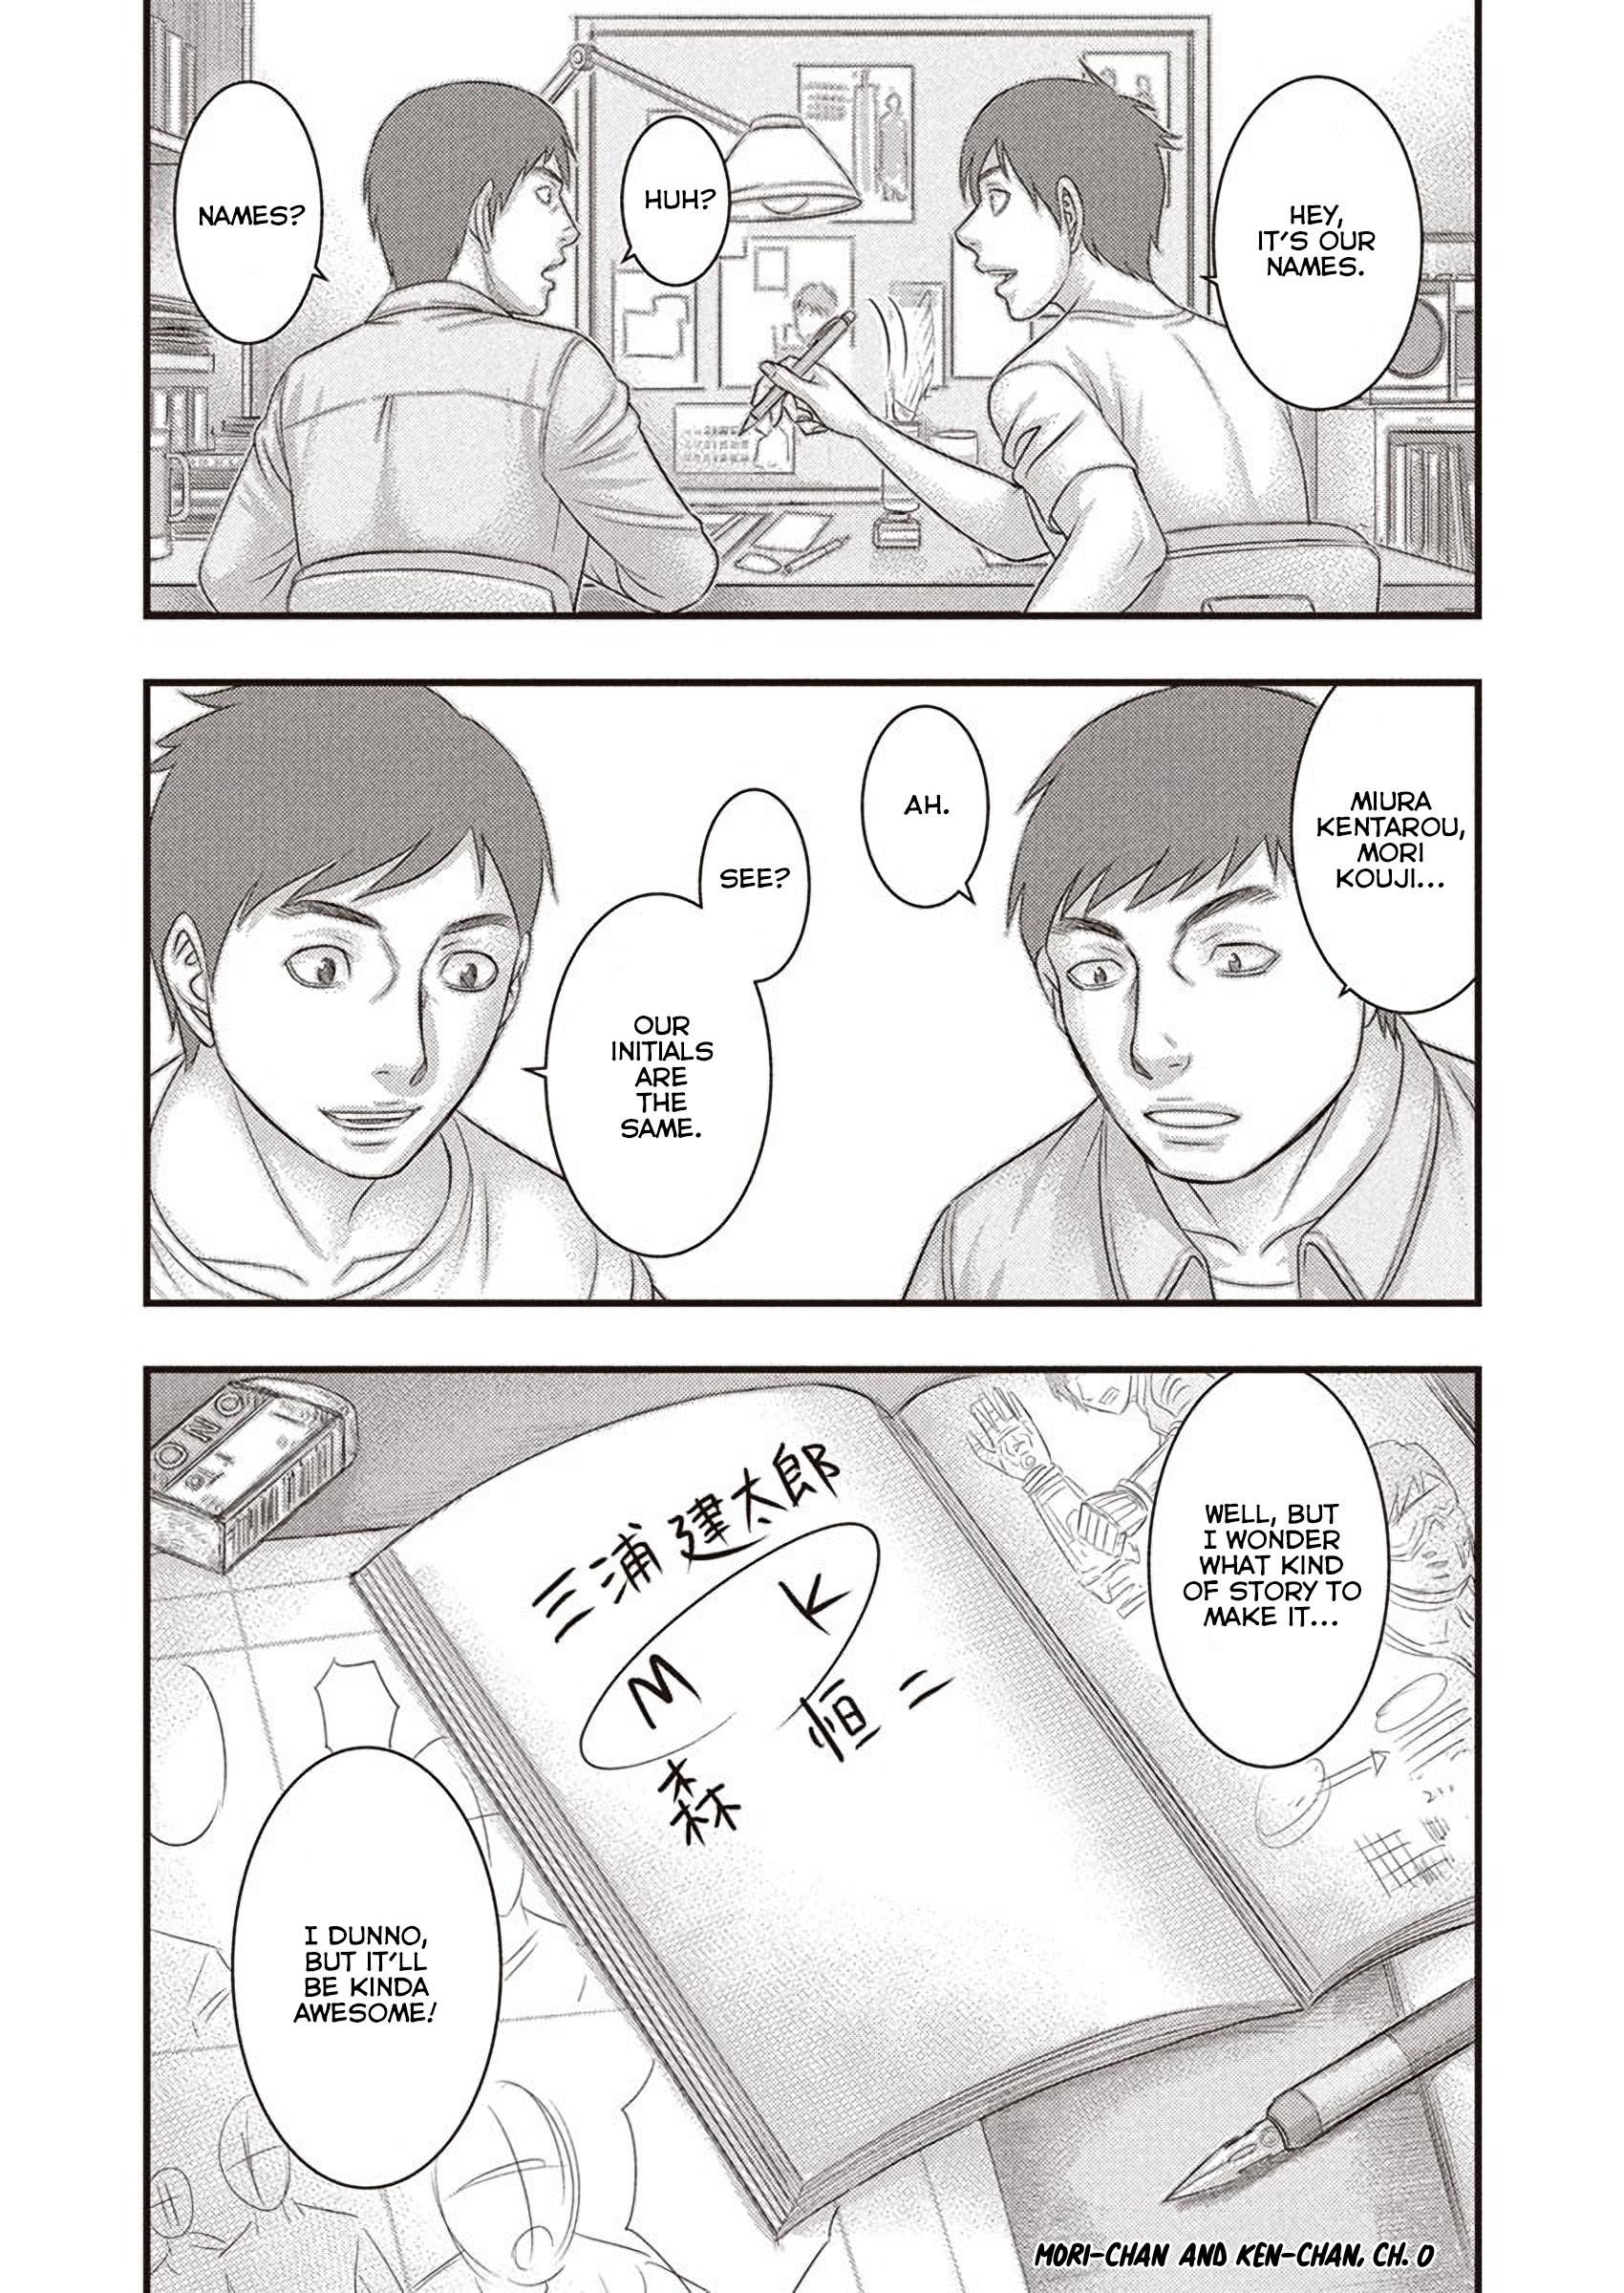 HEY,
IT'S OUR
NAMES.
HUH?
NAMES?
MIURA
KENTAROU,
MORI
KOUJI...
AH.
SEE?
OUR
INITIALS
ARE
THE
SAME.
WELL, BUT
I WONDER
WHAT KIND
OF STORY TO
MAKE IT...
MONO
三浦建太郎
M K
森 恒二
I DUNNO,
BUT IT'LL
BE KINDA
AWESOME!
MORI-CHAN AND KEN-CHAN, CH. 0